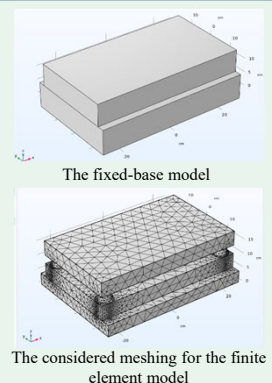 The fixed-base model
The considered meshing for the finite
element model